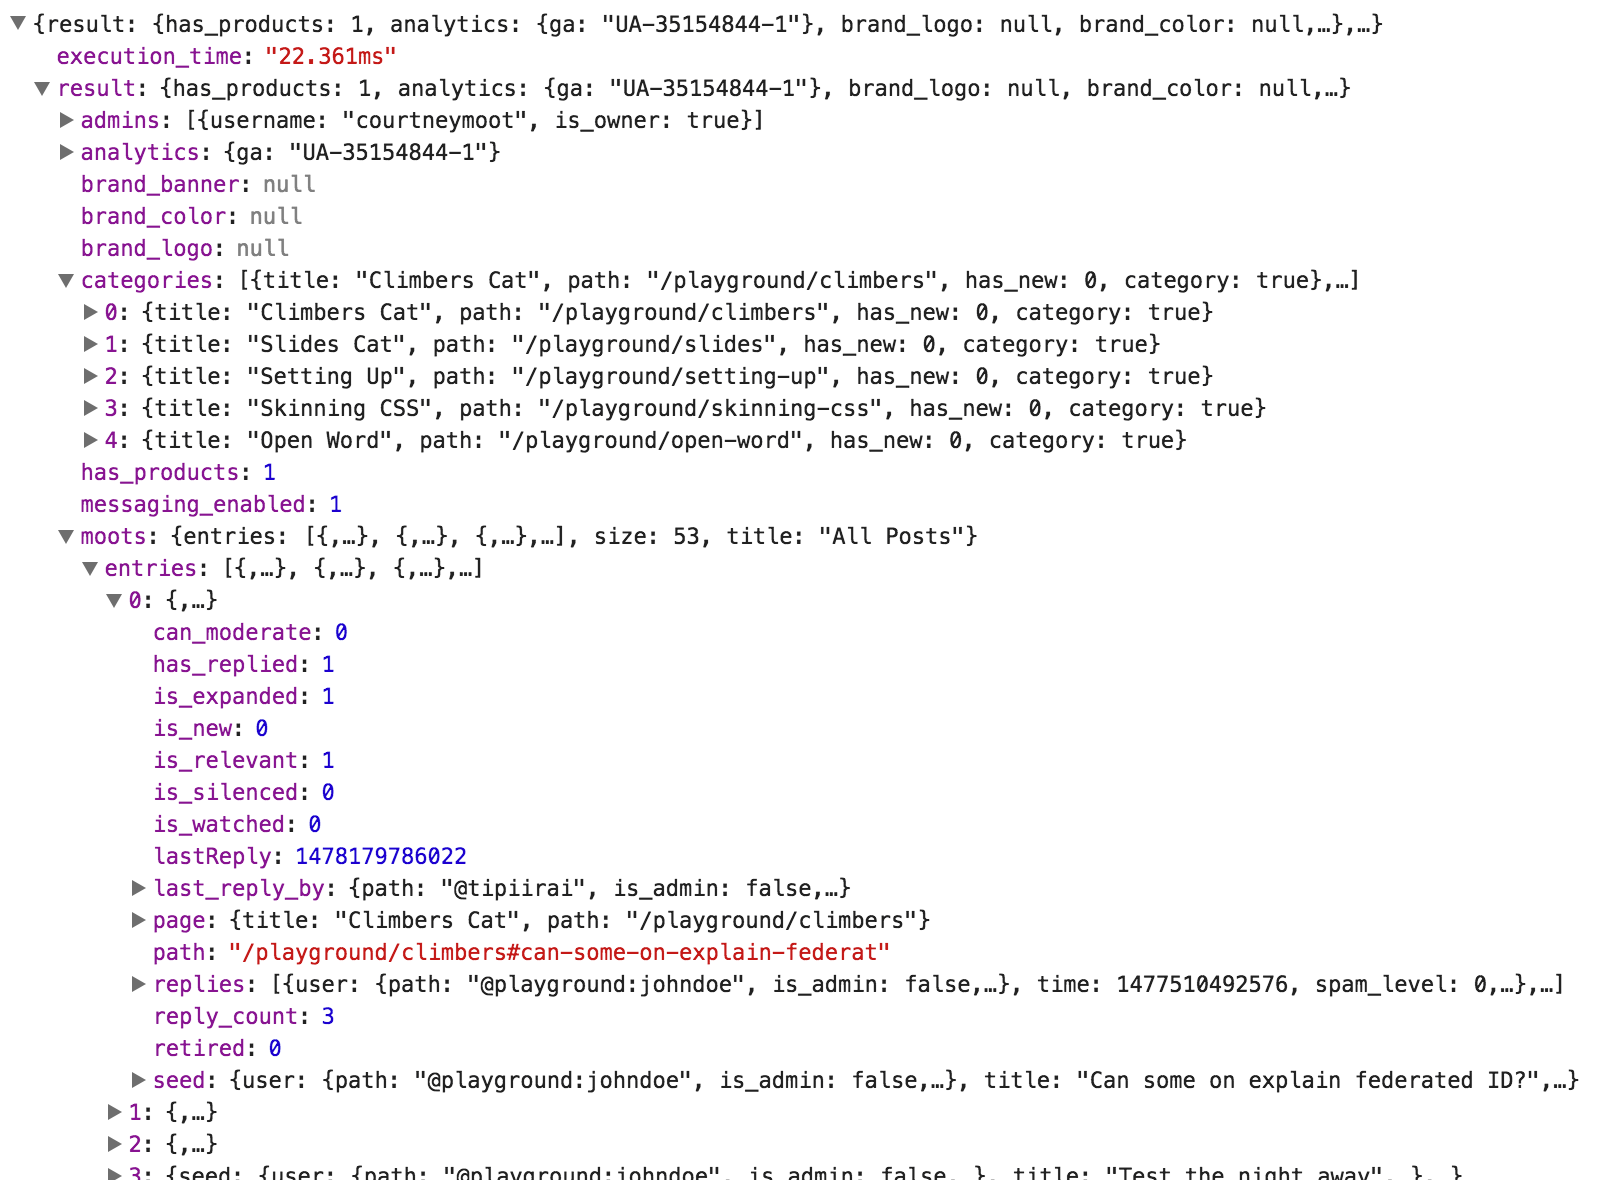 {result: {has_products: 1, analytics: {ga: "UA-35154844-1"}, brand_logo: null, brand_color: null,…},…}
execution_time: "22.361ms"
result: {has_products: 1, analytics: {ga: "UA-35154844-1"}, brand_logo: null, brand_color: null,…}
admins: [{username: "courtneymoot", is_owner: true}]
analytics: {ga: "UA-35154844-1"}
brand_banner: null
brand_color: null
brand_logo: null
categories: [{title: "Climbers Cat", path: "/playground/climbers", has_new: 0, category: true},…]
0: {title: "Climbers Cat", path: "/playground/climbers", has_new: 0, category: true}
1: {title: "Slides Cat", path: "/playground/slides", has_new: 0, category: true}
2: {title: "Setting Up", path: "/playground/setting-up", has_new: 0, category: true}
3: {title: "Skinning CSS", path: "/playground/skinning-css", has_new: 0, category: true}
4: {title: "Open Word", path: "/playground/open-word", has_new: 0, category: true}
has_products: 1
messaging_enabled: 1
moots: {entries: [{,…}, {,…}, {,…},…], size: 53, title: "All Posts"}
entries: [{,…}, {,…}, {,…},…]
0: {,…}
can_moderate: 0
has_replied: 1
is_expanded: 1
is_new: 0
is_relevant: 1
is_silenced: 0
is_watched: 0
lastReply: 1478179786022
last_reply_by: {path: "@tipiirai", is_admin: false,…}
page: {title: "Climbers Cat", path: "/playground/climbers"}
path: "/playground/climbers#can-some-on-explain-federat"
replies: [{user: {path: "@playground:johndoe", is_admin: false,…}, time: 1477510492576, spam_level: 0,…},…]
reply_count: 3
retired: 0
seed: {user: {path: "@playground:johndoe", is_admin: false,…}, title: "Can some on explain federated ID?",…}
1: {,…}
2: {,…}
3: {seed: {user: {path: "@playground:johndoe", is_admin: false,…}, title: "Test the night away",…},…}